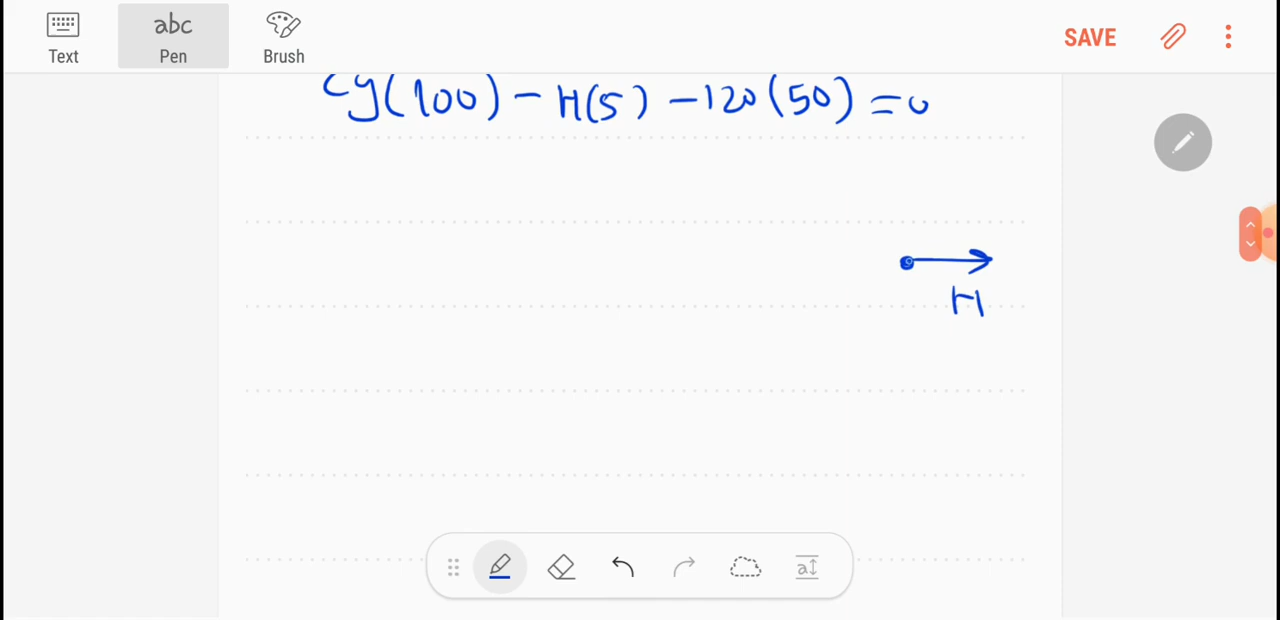 Text
abc
Pen
Brush
SAVE
Cy(100) - H(5) - 120(50) = 0
H
a